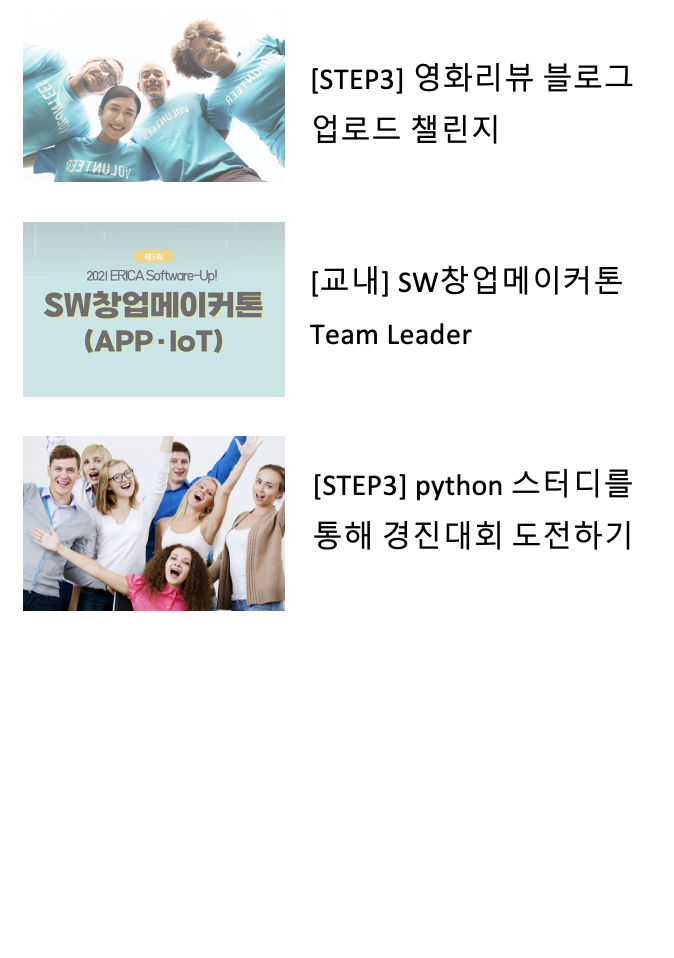 VOLUNTEER
VOLUNTEER
VOLUNTEER
VOLUNTEER
[STEP3] 영화리뷰 블로그
업로드 챌린지
제3회
2021 ERICA Software-Up!
SW창업메이커톤
(APP·IoT)
[교내] SW창업메이커톤
Team Leader
[STEP3] python 스터디를
통해 경진대회 도전하기